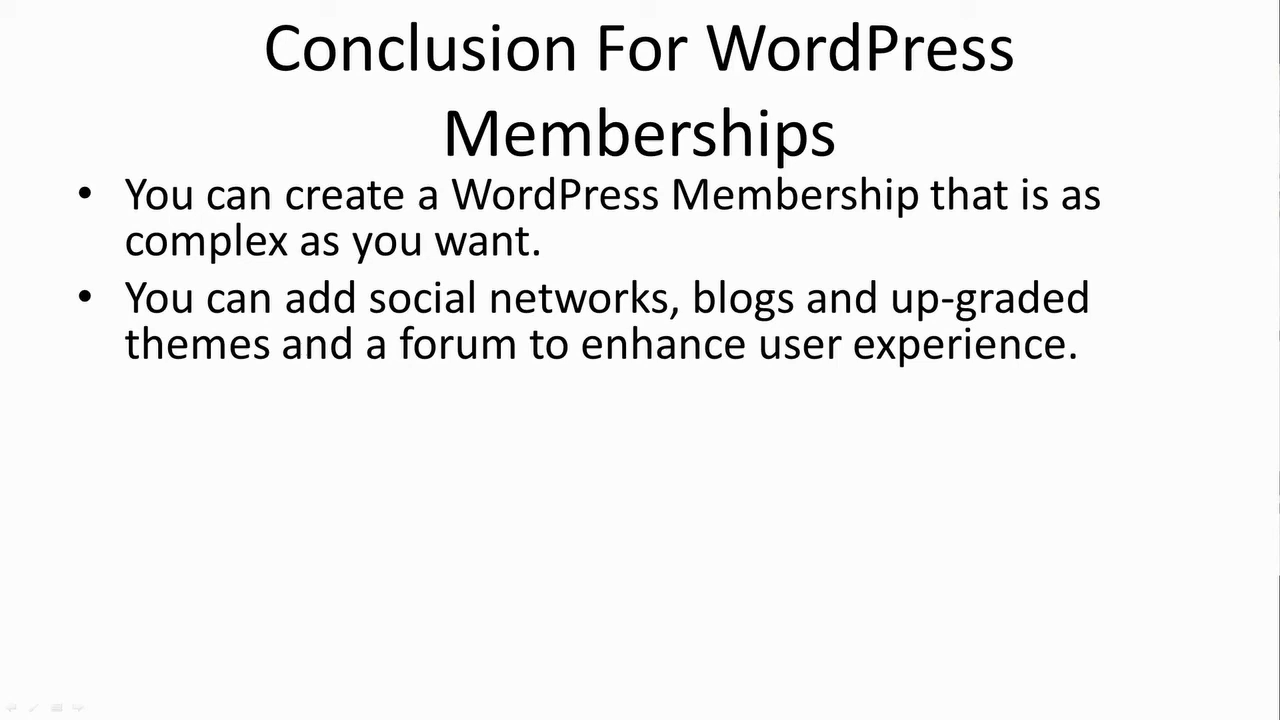 Conclusion For WordPress
Memberships
• You can create a WordPress Membership that is as
complex as you want.
• You can add social networks, blogs and up-graded
themes and a forum to enhance user experience.